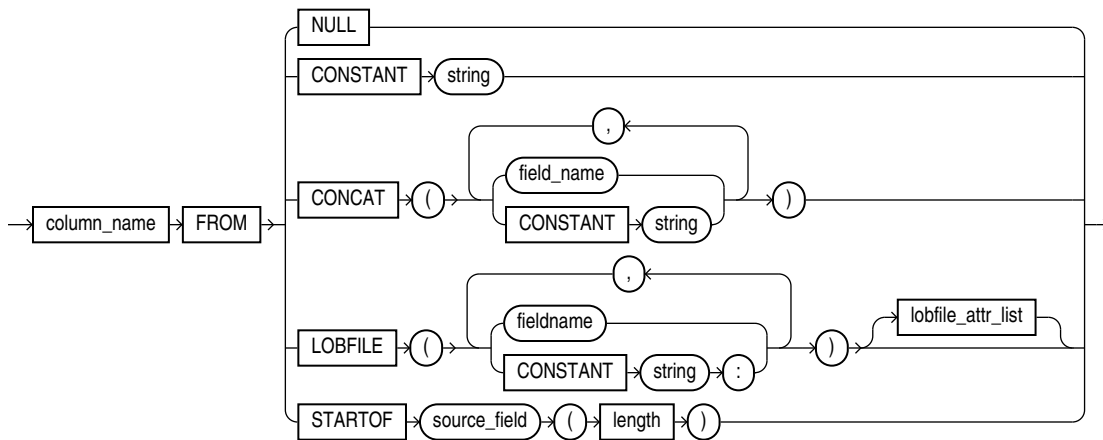 NULL
CONSTANT string
,
field_name
CONCAT ( )
CONSTANT string
column_name FROM
,
fieldname lobfile_attr_list
LOBFILE ( )
CONSTANT string :
STARTOF source_field ( length )